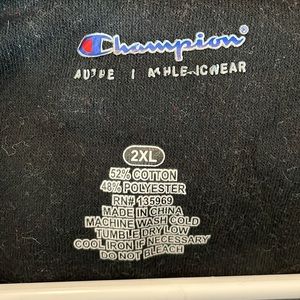 Champion
2XL
52% COTTON
48% POLYESTER
RN# 135969
MADE IN CHINA
MACHINE WASH COLD
TUMBLE DRY LOW
COOL IRON IF NECESSARY
DO NOT BLEACH